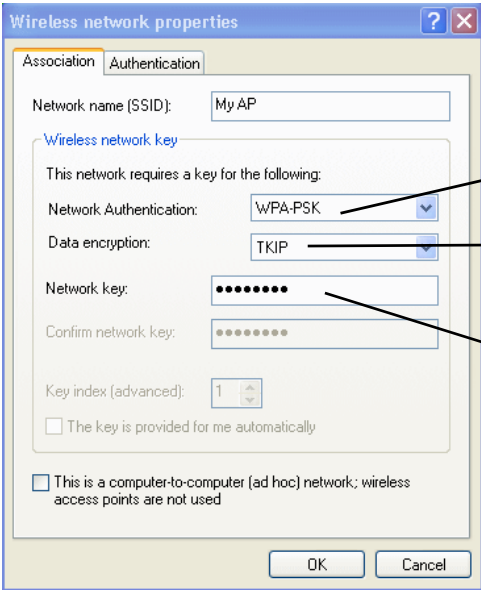 Wireless network properties
Association Authentication
Network name (SSID): My AP
Wireless network key
This network requires a key for the following:
Network Authentication: WPA-PSK
Data encryption: TKIP
Network key: ••••••••
Confirm network key: ••••••••
Key index (advanced): 1
The key is provided for me automatically
This is a computer-to-computer (ad hoc) network; wireless
access points are not used
OK Cancel